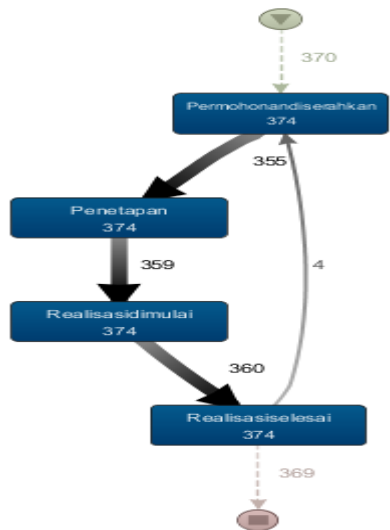 370
Permohonandiserahkan
374
355
Penetapan
374
359
4
Realisasidimulai
374
360
Realisasiselesai
374
369